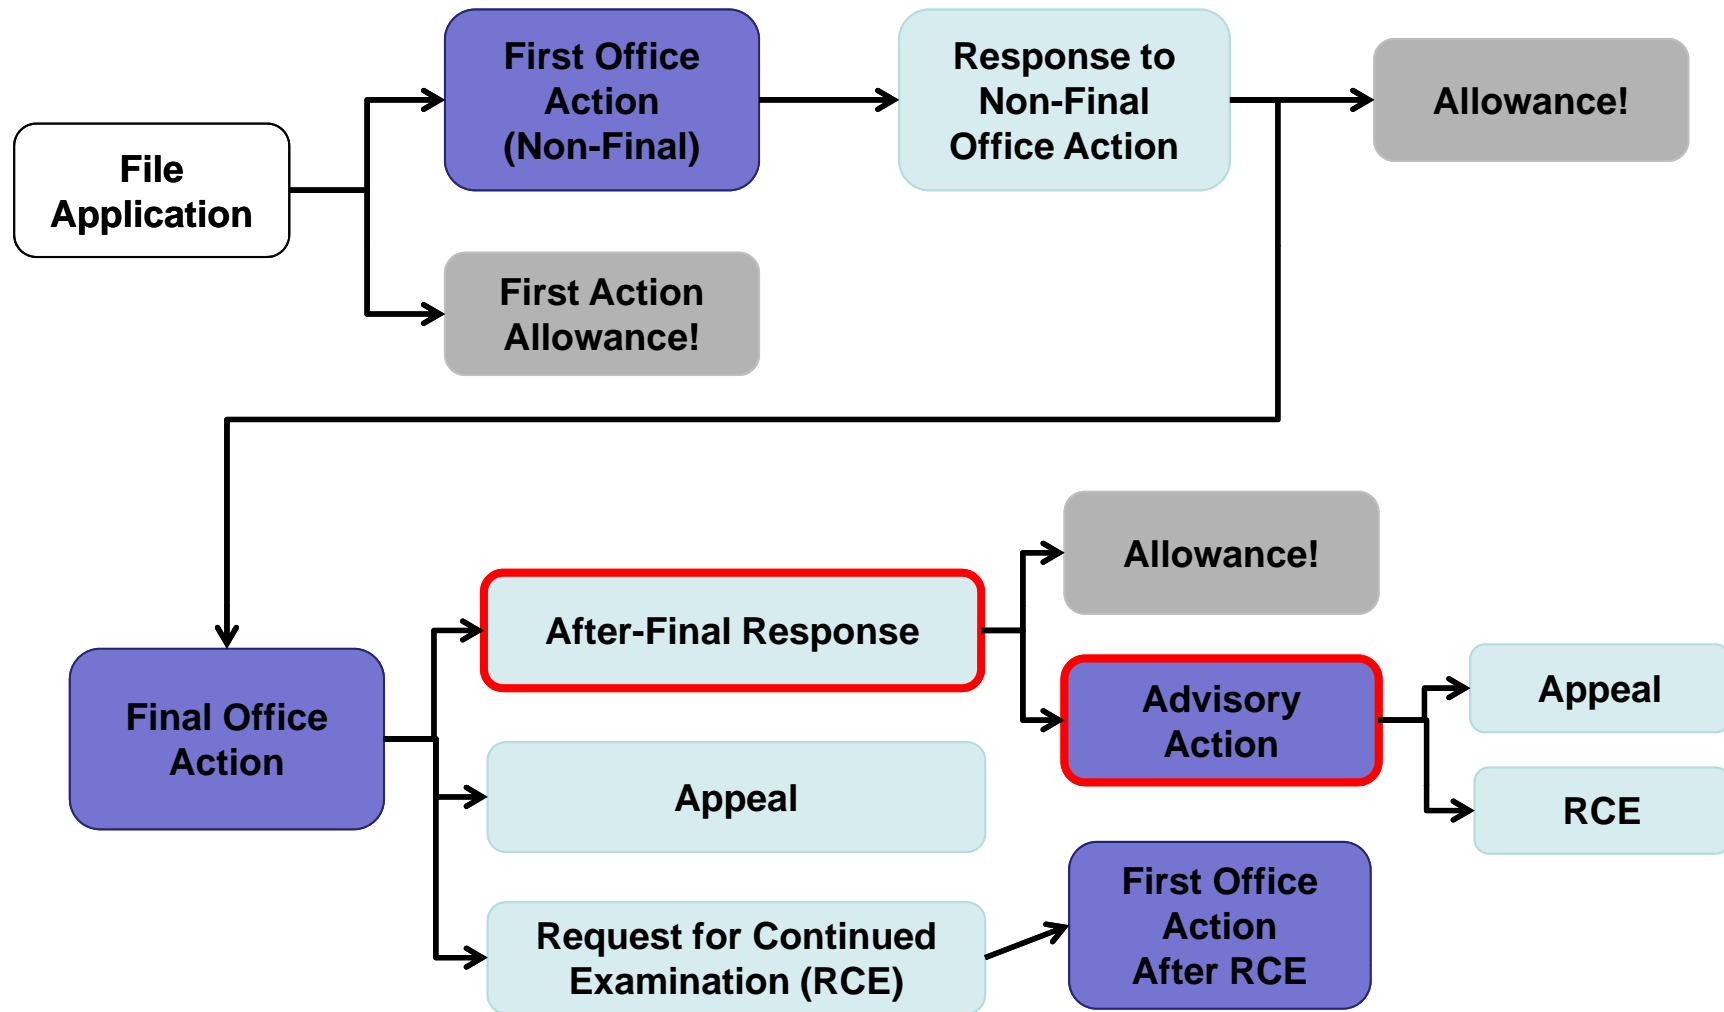 File
Application
First Office
Action
(Non-Final)
Response to
Non-Final
Office Action
Allowance!
First Action
Allowance!
Final Office
Action
After-Final Response
Allowance!
Advisory
Action
Appeal
RCE
Appeal
Request for Continued
Examination (RCE)
First Office
Action
After RCE